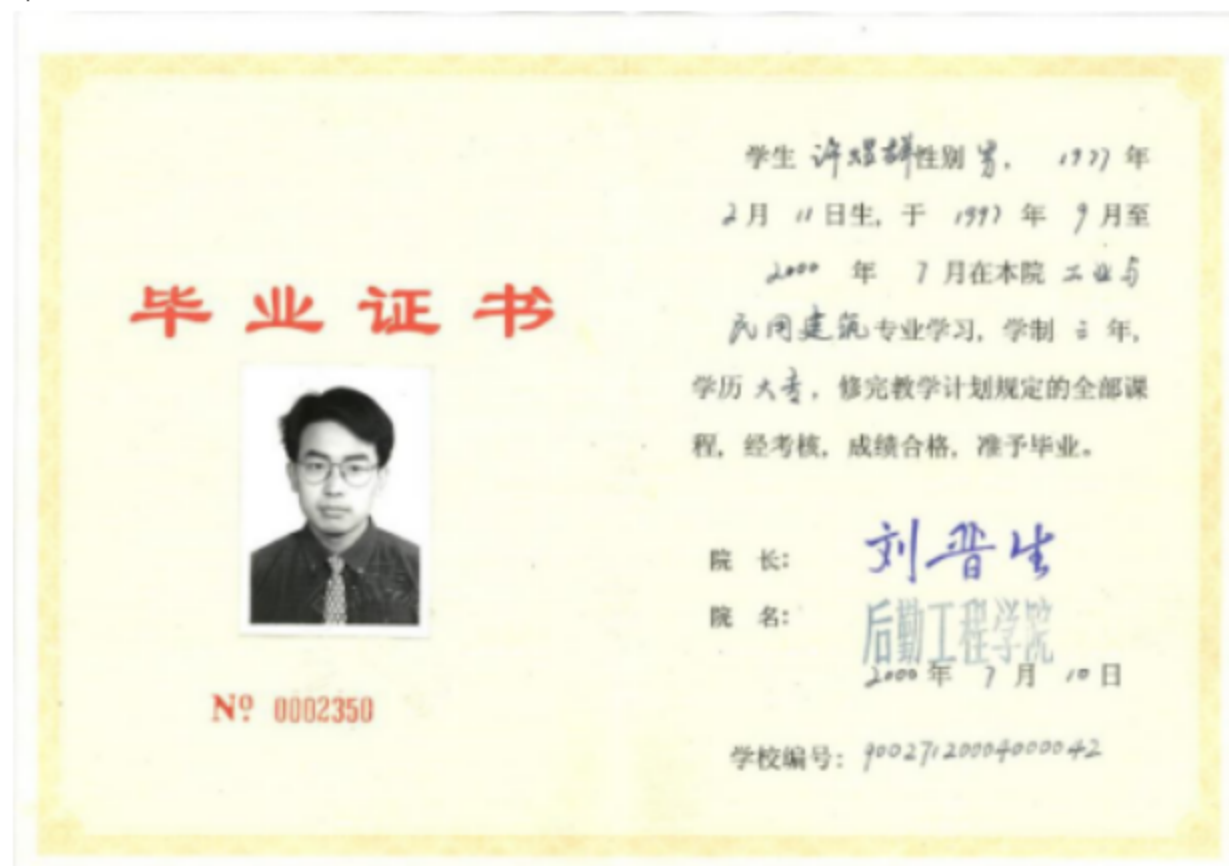 毕业证书
No 0002350
学生 许煜群 性别 男, 1977 年
2月 11日生, 于 1997 年 9月至
2000 年 7月在本院 工业与
民用建筑专业学习, 学制 三 年,
学历 大专, 修完教学计划规定的全部课
程, 经考核, 成绩合格, 准予毕业。
院 长: 刘晋生
院 名: 后勤工程学院
2000 年 7 月 10 日
学校编号: 90027120004000042